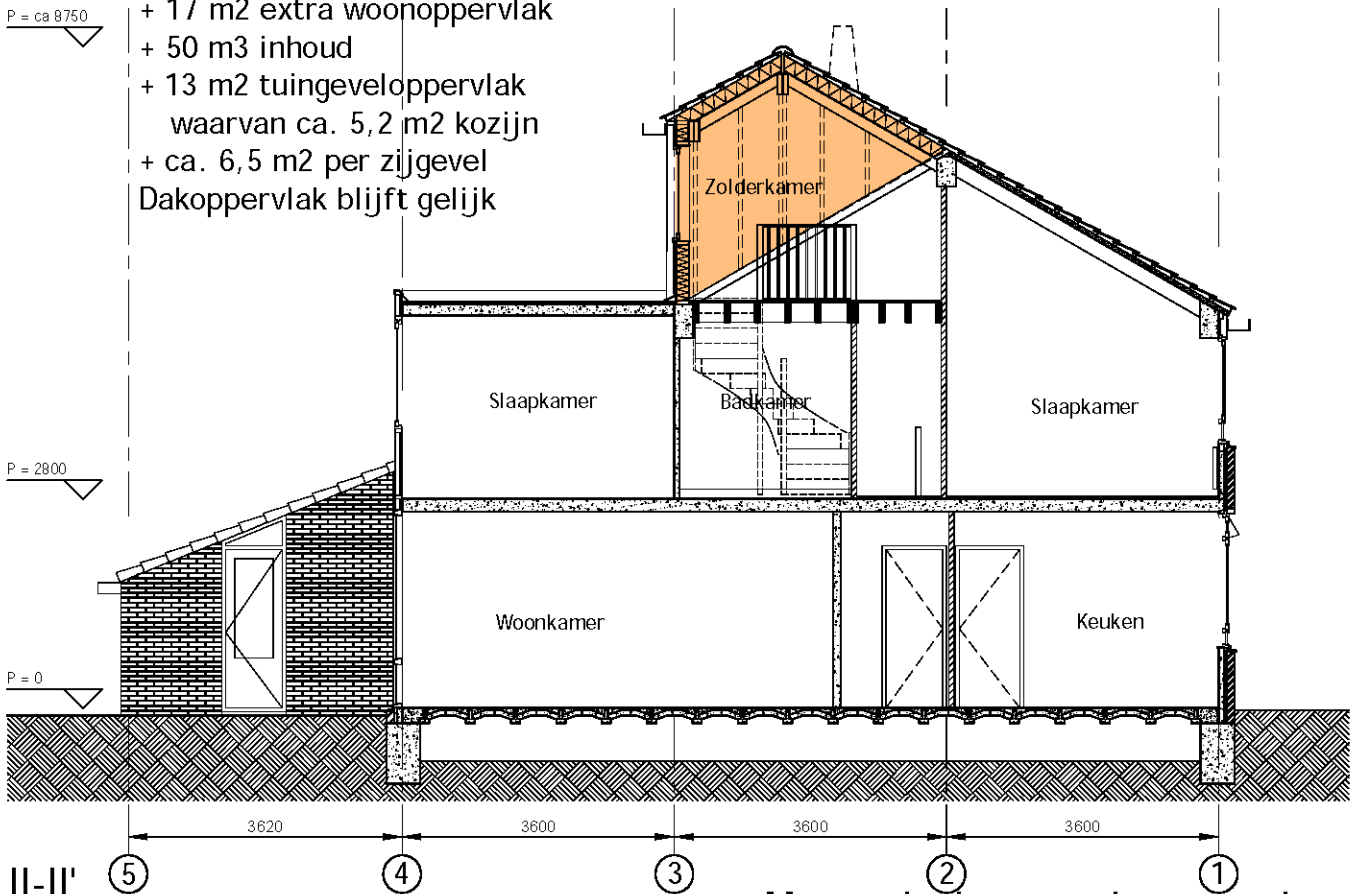 P = ca 8750
+ 17 m2 extra woonoppervlak
+ 50 m3 inhoud
+ 13 m2 tuingeveloppervlak
waarvan ca. 5,2 m2 kozijn
+ ca. 6,5 m2 per zijgevel
Dakoppervlak blijft gelijk
Zolderkamer
Slaapkamer
Badkamer
Slaapkamer
P = 2800
Woonkamer
Keuken
P = 0
3620
3600
3600
3600
II-II'
5
4
3
2
1